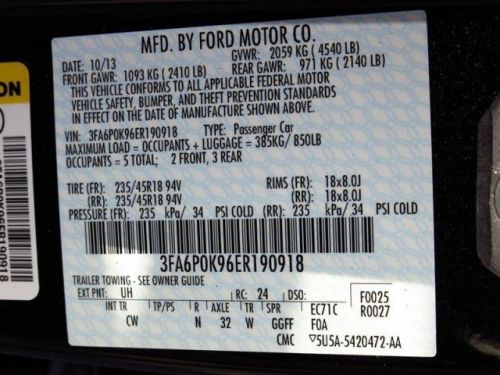 MFD. BY FORD MOTOR CO.
DATE: 10/13 GVWR: 2059 KG (4540 LB)
FRONT GAWR: 1093 KG (2410 LB) REAR GAWR: 971 KG (2140 LB)
THIS VEHICLE CONFORMS TO ALL APPLICABLE FEDERAL MOTOR
VEHICLE SAFETY, BUMPER, AND THEFT PREVENTION STANDARDS
IN EFFECT ON THE DATE OF MANUFACTURE SHOWN ABOVE.
VIN: 3FA6P0K96ER190918 TYPE: Passenger Car
MAXIMUM LOAD = OCCUPANTS + LUGGAGE = 385KG / 850LB
OCCUPANTS = 5 TOTAL; 2 FRONT, 3 REAR
TIRE (FR): 235/45R18 94V RIMS (FR): 18x8.0J
(RR): 235/45R18 94V (RR): 18x8.0J
PRESSURE (FR): 235 kPa/ 34 PSI COLD (RR): 235 kPa/ 34 PSI COLD
3FA6P0K96ER190918
TRAILER TOWING - SEE OWNER GUIDE
EXT PNT: UH RC: 24 DSO: F0025
INT TR TP/PS R AXLE TR SPR EC71C R0027
CW N 32 W GGFF F0A
CMC 5U5A-5420472-AA